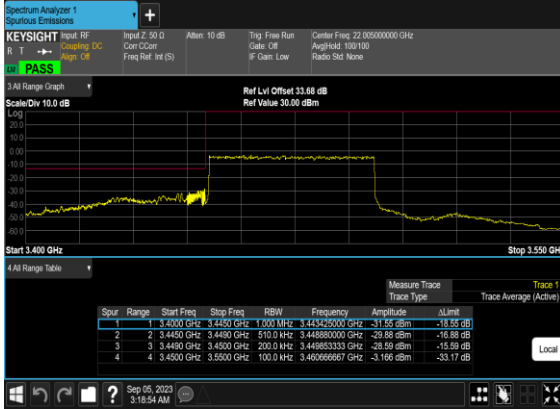 Spectrum Analyzer 1
Spurious Emissions
+
KEYSIGHT Input: RF Input Z: 50 Ω Atten: 10 dB Trig: Free Run Center Freq: 22.005000000 GHz
R T Coupling: DC Corr CCorr Gate: Off Avg|Hold: 100/100
Align: Off Freq Ref: Int (S) IF Gain: Low Radio Std: None
PASS
3 All Range Graph
Ref Lvl Offset 33.68 dB
Scale/Div 10.0 dB Ref Value 30.00 dBm
Log
20.0
10.0
0.00
-10.0
-20.0
-30.0
-40.0
-50.0
-60.0
Start 3.400 GHz Stop 3.550 GHz
4 All Range Table
Measure Trace Trace 1
Trace Type Trace Average (Active)
Spur Range Start Freq Stop Freq RBW Frequency Amplitude ΔLimit
1 1 3.4000 GHz 3.4450 GHz 1.000 MHz 3.443425000 GHz -31.55 dBm -18.55 dB
2 2 3.4450 GHz 3.4490 GHz 510.0 kHz 3.448880000 GHz -29.88 dBm -16.88 dB
3 3 3.4490 GHz 3.4500 GHz 200.0 kHz 3.449853333 GHz -28.59 dBm -15.59 dB
4 4 3.4500 GHz 3.5500 GHz 100.0 kHz 3.460666667 GHz -3.166 dBm -33.17 dB
Local
? Sep 05, 2023
3:18:54 AM